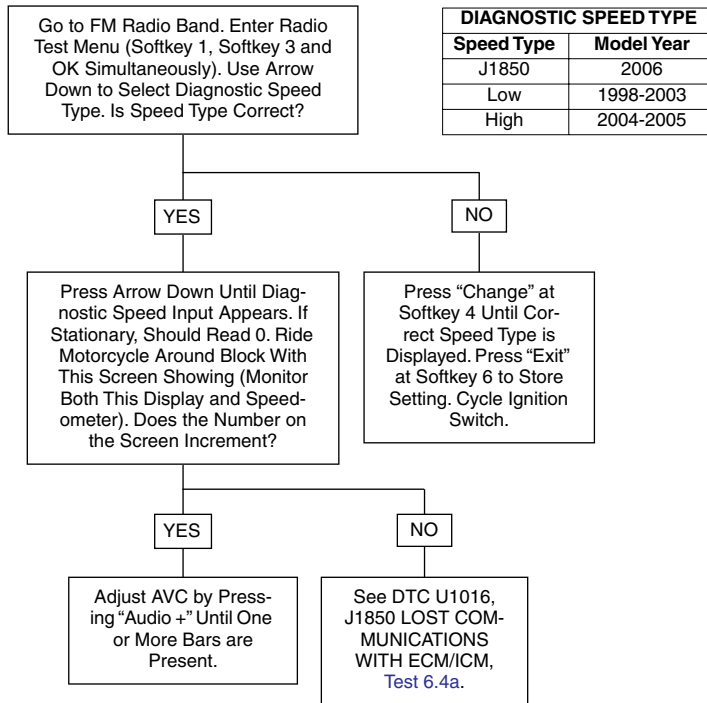 Go to FM Radio Band. Enter Radio
Test Menu (Softkey 1, Softkey 3 and
OK Simultaneously). Use Arrow
Down to Select Diagnostic Speed
Type. Is Speed Type Correct?
DIAGNOSTIC SPEED TYPE
Speed Type Model Year
J1850 2006
Low 1998-2003
High 2004-2005
YES
NO
Press Arrow Down Until Diag-
nostic Speed Input Appears. If
Stationary, Should Read 0. Ride
Motorcycle Around Block With
This Screen Showing (Monitor
Both This Display and Speed-
ometer). Does the Number on
the Screen Increment?
Press “Change” at
Softkey 4 Until Cor-
rect Speed Type is
Displayed. Press “Exit”
at Softkey 6 to Store
Setting. Cycle Ignition
Switch.
YES
NO
Adjust AVC by Press-
ing “Audio +” Until One
or More Bars are
Present.
See DTC U1016,
J1850 LOST COM-
MUNICATIONS
WITH ECM/ICM,
Test 6.4a.